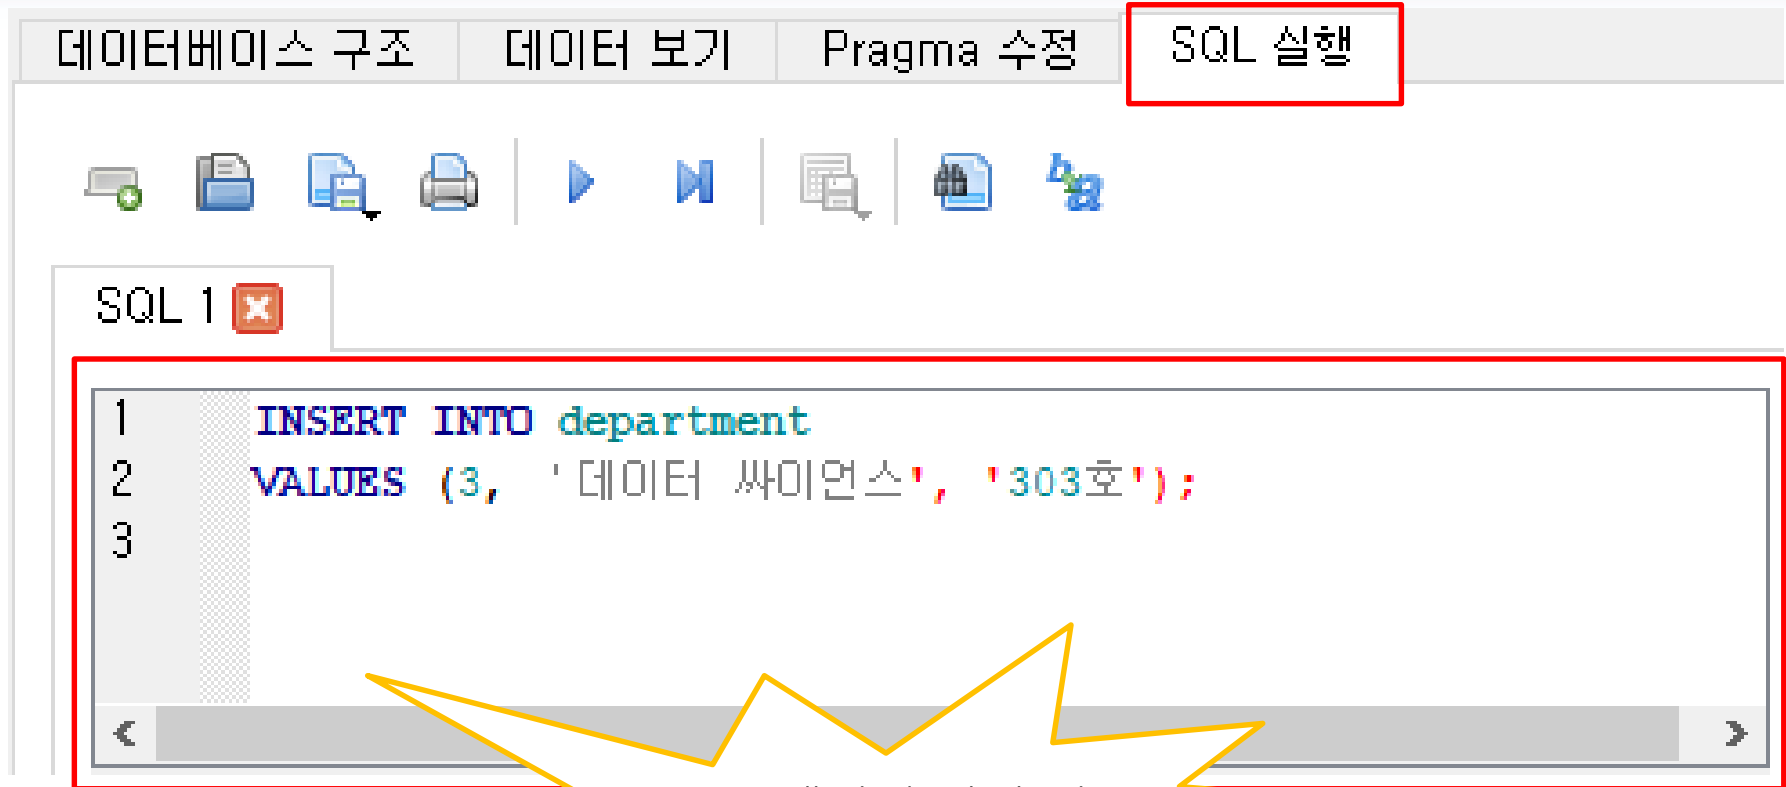 데이터베이스 구조 데이터 보기 Pragma 수정 SQL 실행
SQL 1
1 INSERT INTO department
2 VALUES (3, '데이터 싸이언스', '303호');
3